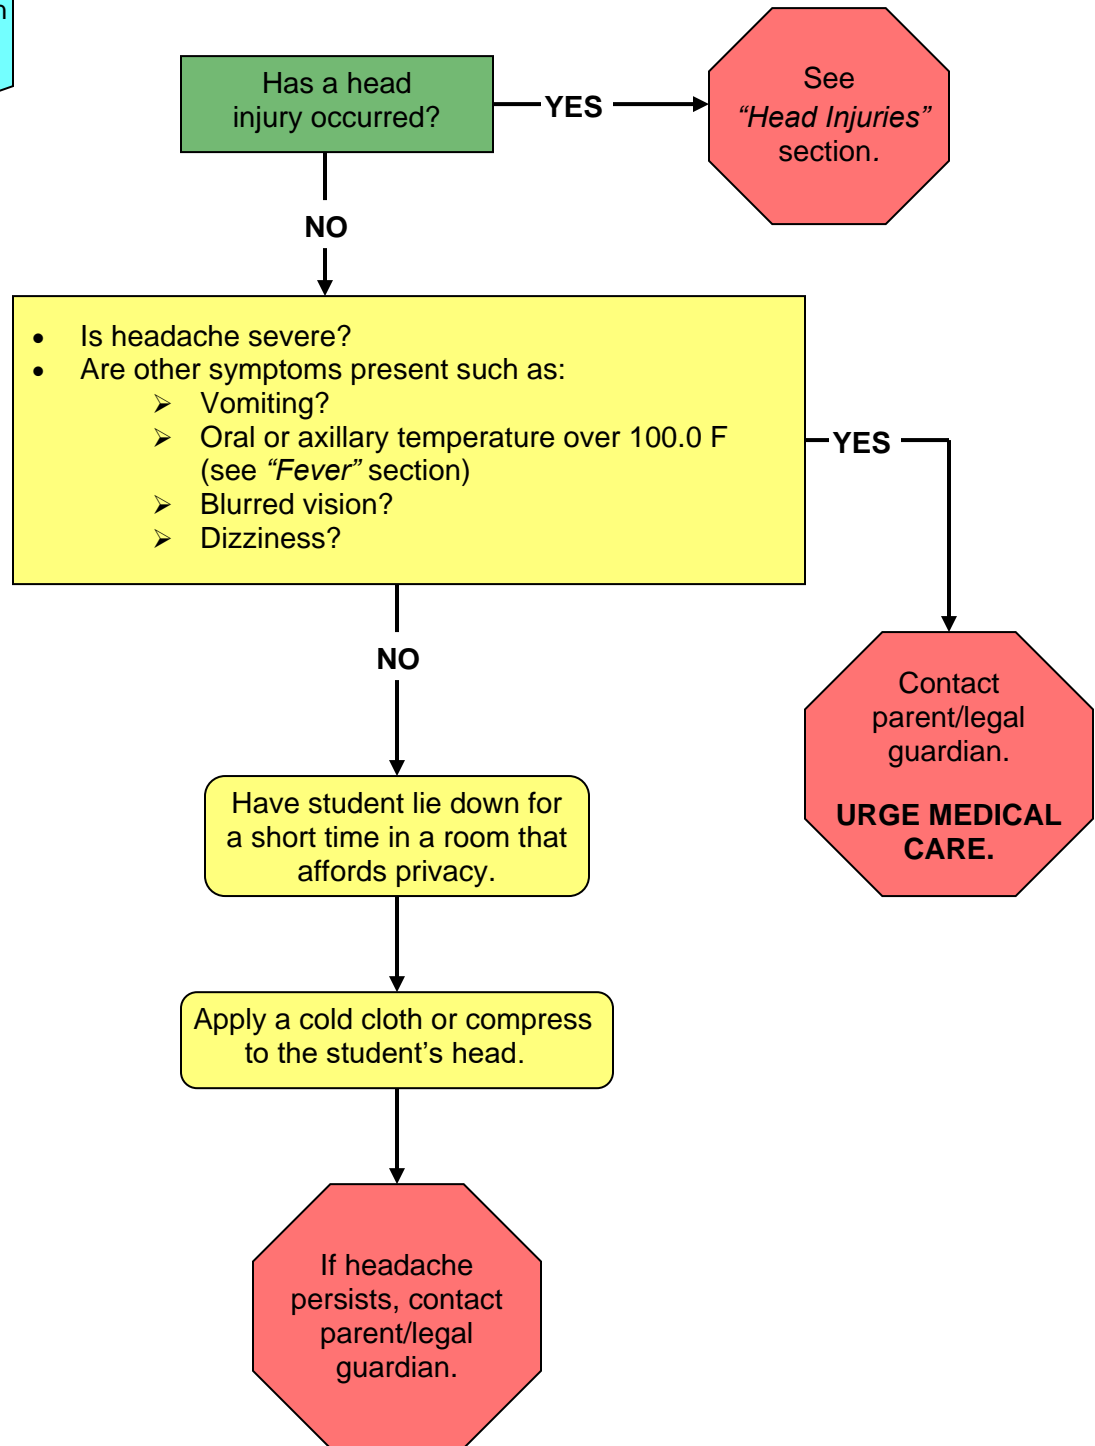 Has a head
injury occurred?
YES
See
“Head Injuries”
section.
NO
• Is headache severe?
• Are other symptoms present such as:
➢ Vomiting?
➢ Oral or axillary temperature over 100.0 F
(see “Fever” section)
➢ Blurred vision?
➢ Dizziness?
YES
NO
Contact
parent/legal
guardian.
URGE MEDICAL
CARE.
Have student lie down for
a short time in a room that
affords privacy.
Apply a cold cloth or compress
to the student’s head.
If headache
persists, contact
parent/legal
guardian.